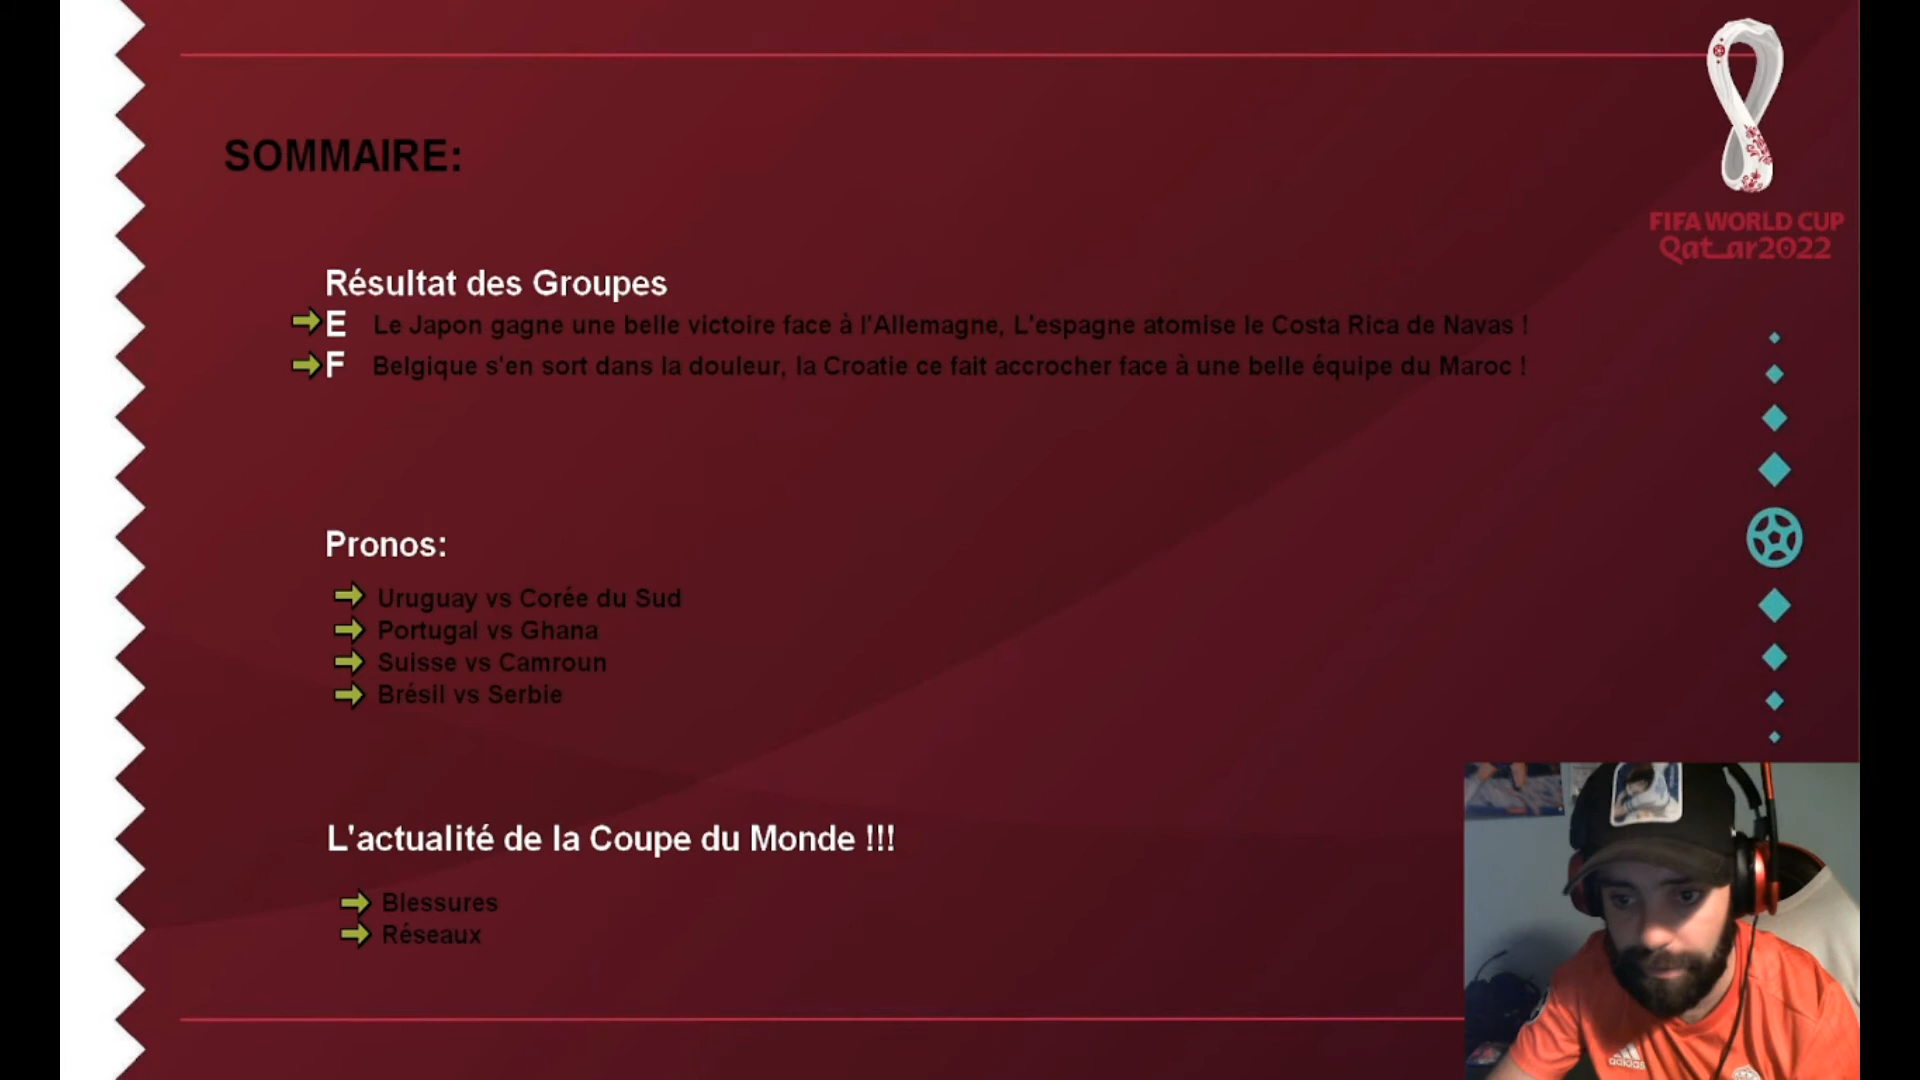 SOMMAIRE:
FIFA WORLD CUP
Qatar2022
Résultat des Groupes
E Le Japon gagne une belle victoire face à l'Allemagne, L'espagne atomise le Costa Rica de Navas !
F Belgique s'en sort dans la douleur, la Croatie ce fait accrocher face à une belle équipe du Maroc !
Pronos:
Uruguay vs Corée du Sud
Portugal vs Ghana
Suisse vs Camroun
Brésil vs Serbie
L'actualité de la Coupe du Monde !!!
Blessures
Réseaux
adidas